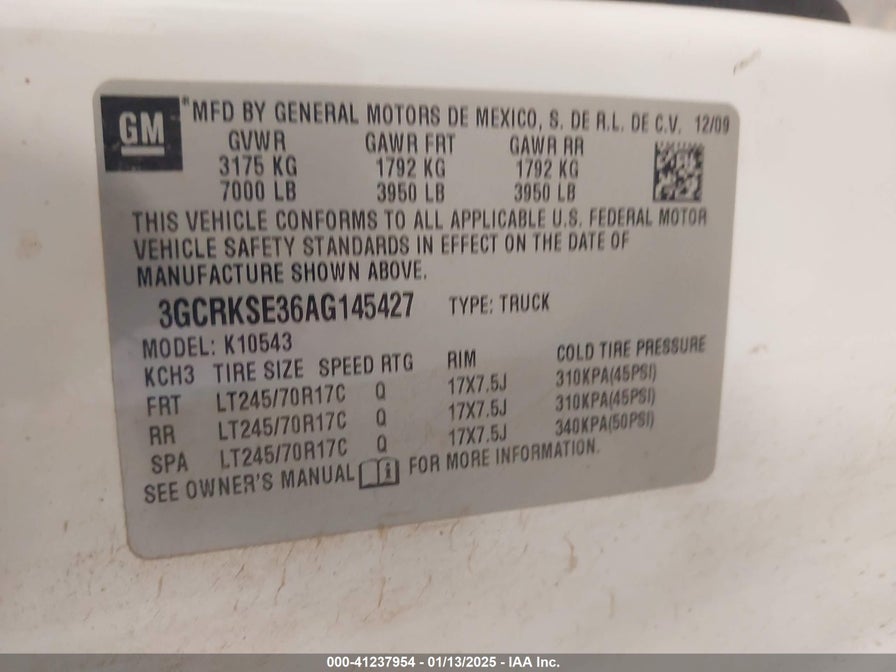 GM ® MFD BY GENERAL MOTORS DE MEXICO, S. DE R.L. DE C.V. 12/09
GVWR GAWR FRT GAWR RR
3175 KG 1792 KG 1792 KG
7000 LB 3950 LB 3950 LB
THIS VEHICLE CONFORMS TO ALL APPLICABLE U.S. FEDERAL MOTOR
VEHICLE SAFETY STANDARDS IN EFFECT ON THE DATE OF
MANUFACTURE SHOWN ABOVE.
3GCRKSE36AG145427 TYPE: TRUCK
MODEL: K10543
KCH3 TIRE SIZE SPEED RTG RIM COLD TIRE PRESSURE
FRT LT245/70R17C Q 17X7.5J 310KPA(45PSI)
RR LT245/70R17C Q 17X7.5J 310KPA(45PSI)
SPA LT245/70R17C Q 17X7.5J 340KPA(50PSI)
SEE OWNER'S MANUAL FOR MORE INFORMATION.
000-41237954 - 01/13/2025 - IAA Inc.